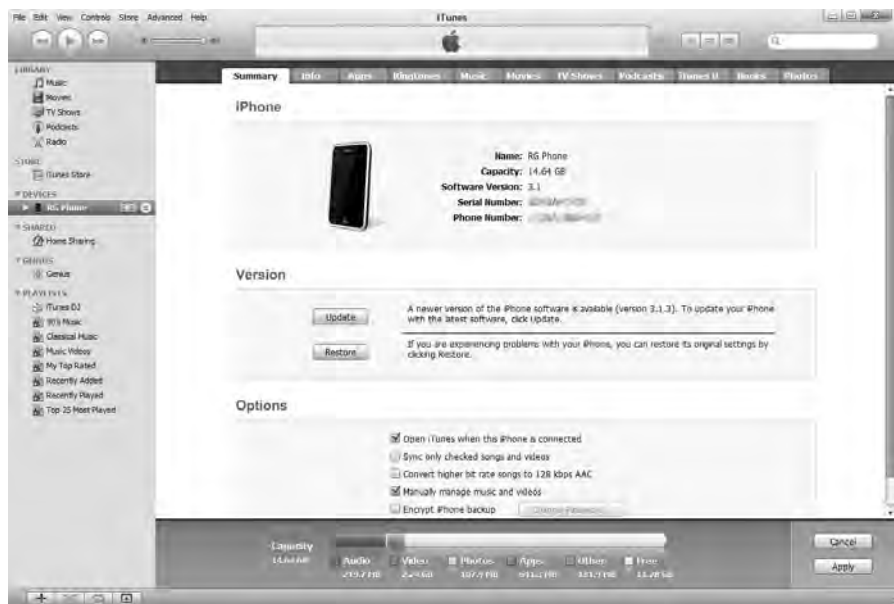 File Edit View Controls Store Advanced Help
iTunes
LIBRARY
Music
Movies
TV Shows
Podcasts
Radio
STORE
iTunes Store
DEVICES
RG Phone
SHARED
Home Sharing
GENIUS
Genius
PLAYLISTS
iTunes DJ
90's Music
Classical Music
Music Videos
My Top Rated
Recently Added
Recently Played
Top 25 Most Played
Summary Info Apps Ringtones Music Movies TV Shows Podcasts iTunes U Books Photos
iPhone
Name: RG Phone
Capacity: 14.64 GB
Software Version: 3.1
Serial Number:
Phone Number:
Version
Update
A newer version of the iPhone software is available (version 3.1.3). To update your iPhone
with the latest software, click Update.
Restore
If you are experiencing problems with your iPhone, you can restore its original settings by
clicking Restore.
Options
Open iTunes when this iPhone is connected
Sync only checked songs and videos
Convert higher bit rate songs to 128 kbps AAC
Manually manage music and videos
Encrypt iPhone backup
Capacity
14.64 GB
Audio Video Photos Apps Other Free
Cancel
Apply